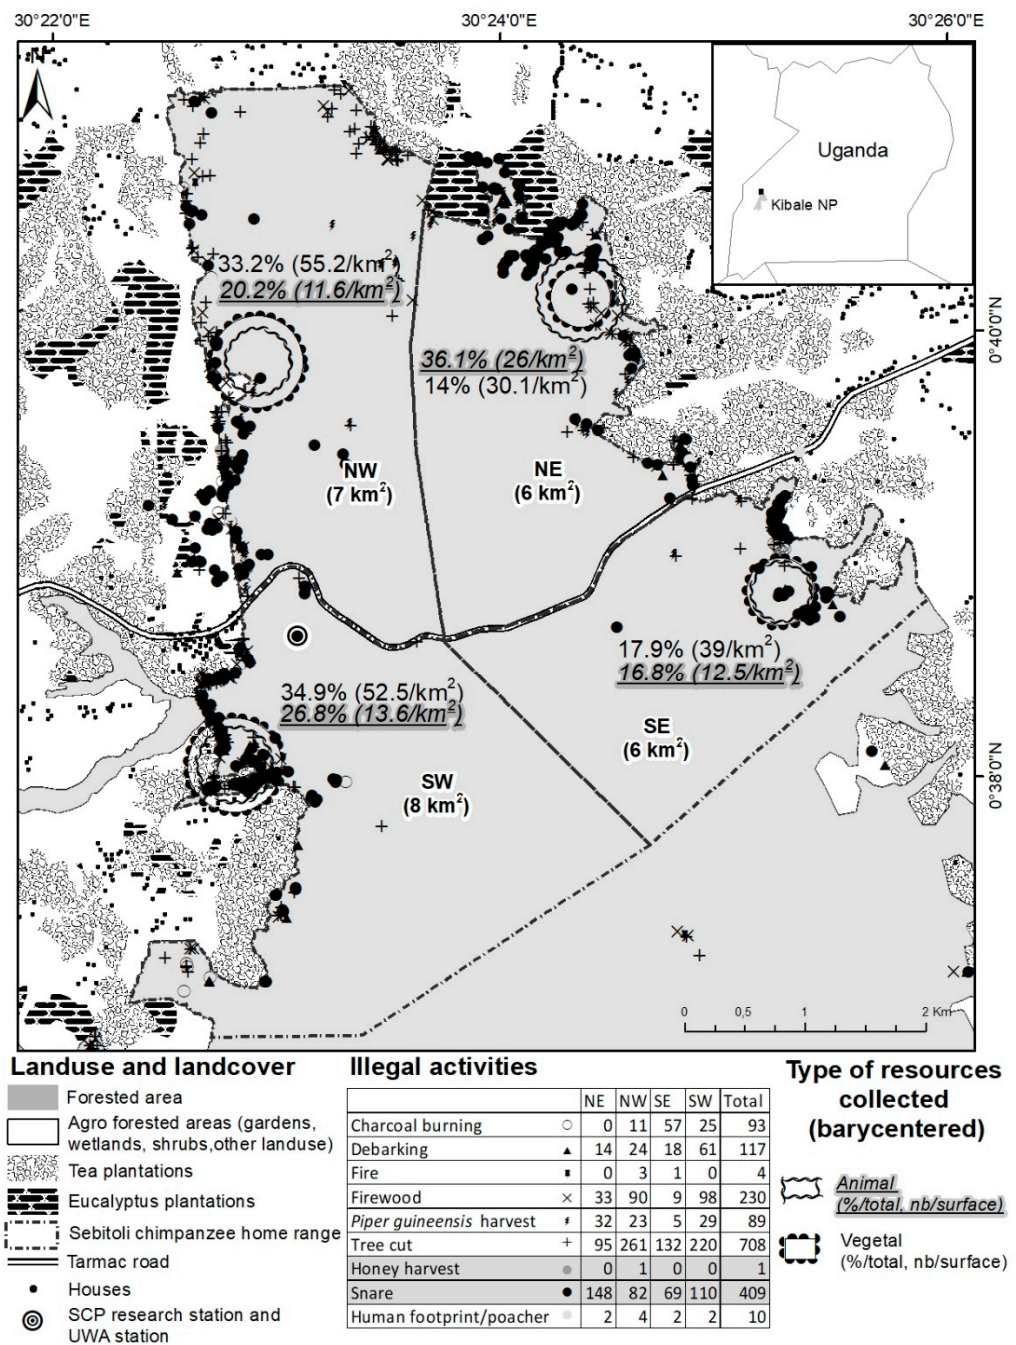 30°22'0"E 30°24'0"E 30°26'0"E
N
Uganda
Kibale NP
33.2% (55.2/km²)
20.2% (11.6/km²)
0°40'0"N
36.1% (26/km²)
14% (30.1/km²)
NW
(7 km²)
NE
(6 km²)
17.9% (39/km²)
16.8% (12.5/km²)
34.9% (52.5/km²)
26.8% (13.6/km²)
SE
(6 km²)
SW
(8 km²)
0°38'0"N
0 0,5 1 2 Km
Landuse and landcover
Forested area
Agro forested areas (gardens,
wetlands, shrubs,other landuse)
Tea plantations
Eucalyptus plantations
Sebitoli chimpanzee home range
Tarmac road
Houses
SCP research station and
UWA station
Illegal activities
NE NW SE SW Total
Charcoal burning 0 11 57 25 93
Debarking 14 24 18 61 117
Fire 0 3 1 0 4
Firewood 33 90 9 98 230
Piper guineensis harvest 32 23 5 29 89
Tree cut 95 261 132 220 708
Honey harvest 0 1 0 0 1
Snare 148 82 69 110 409
Human footprint/poacher 2 4 2 2 10
Type of resources
collected
(barycentered)
Animal
(%/total, nb/surface)
Vegetal
(%/total, nb/surface)